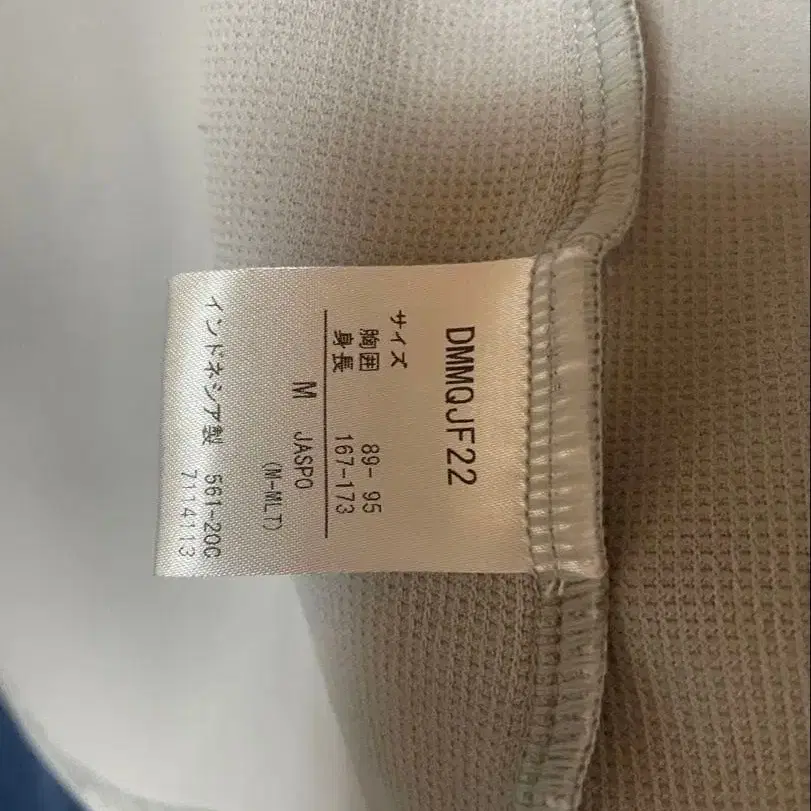 DMMQJF22
サイズ
胸囲 89- 95
身長 167-173
M JASPO
(M-MLT)
インドネシア製 561-20C
7114113